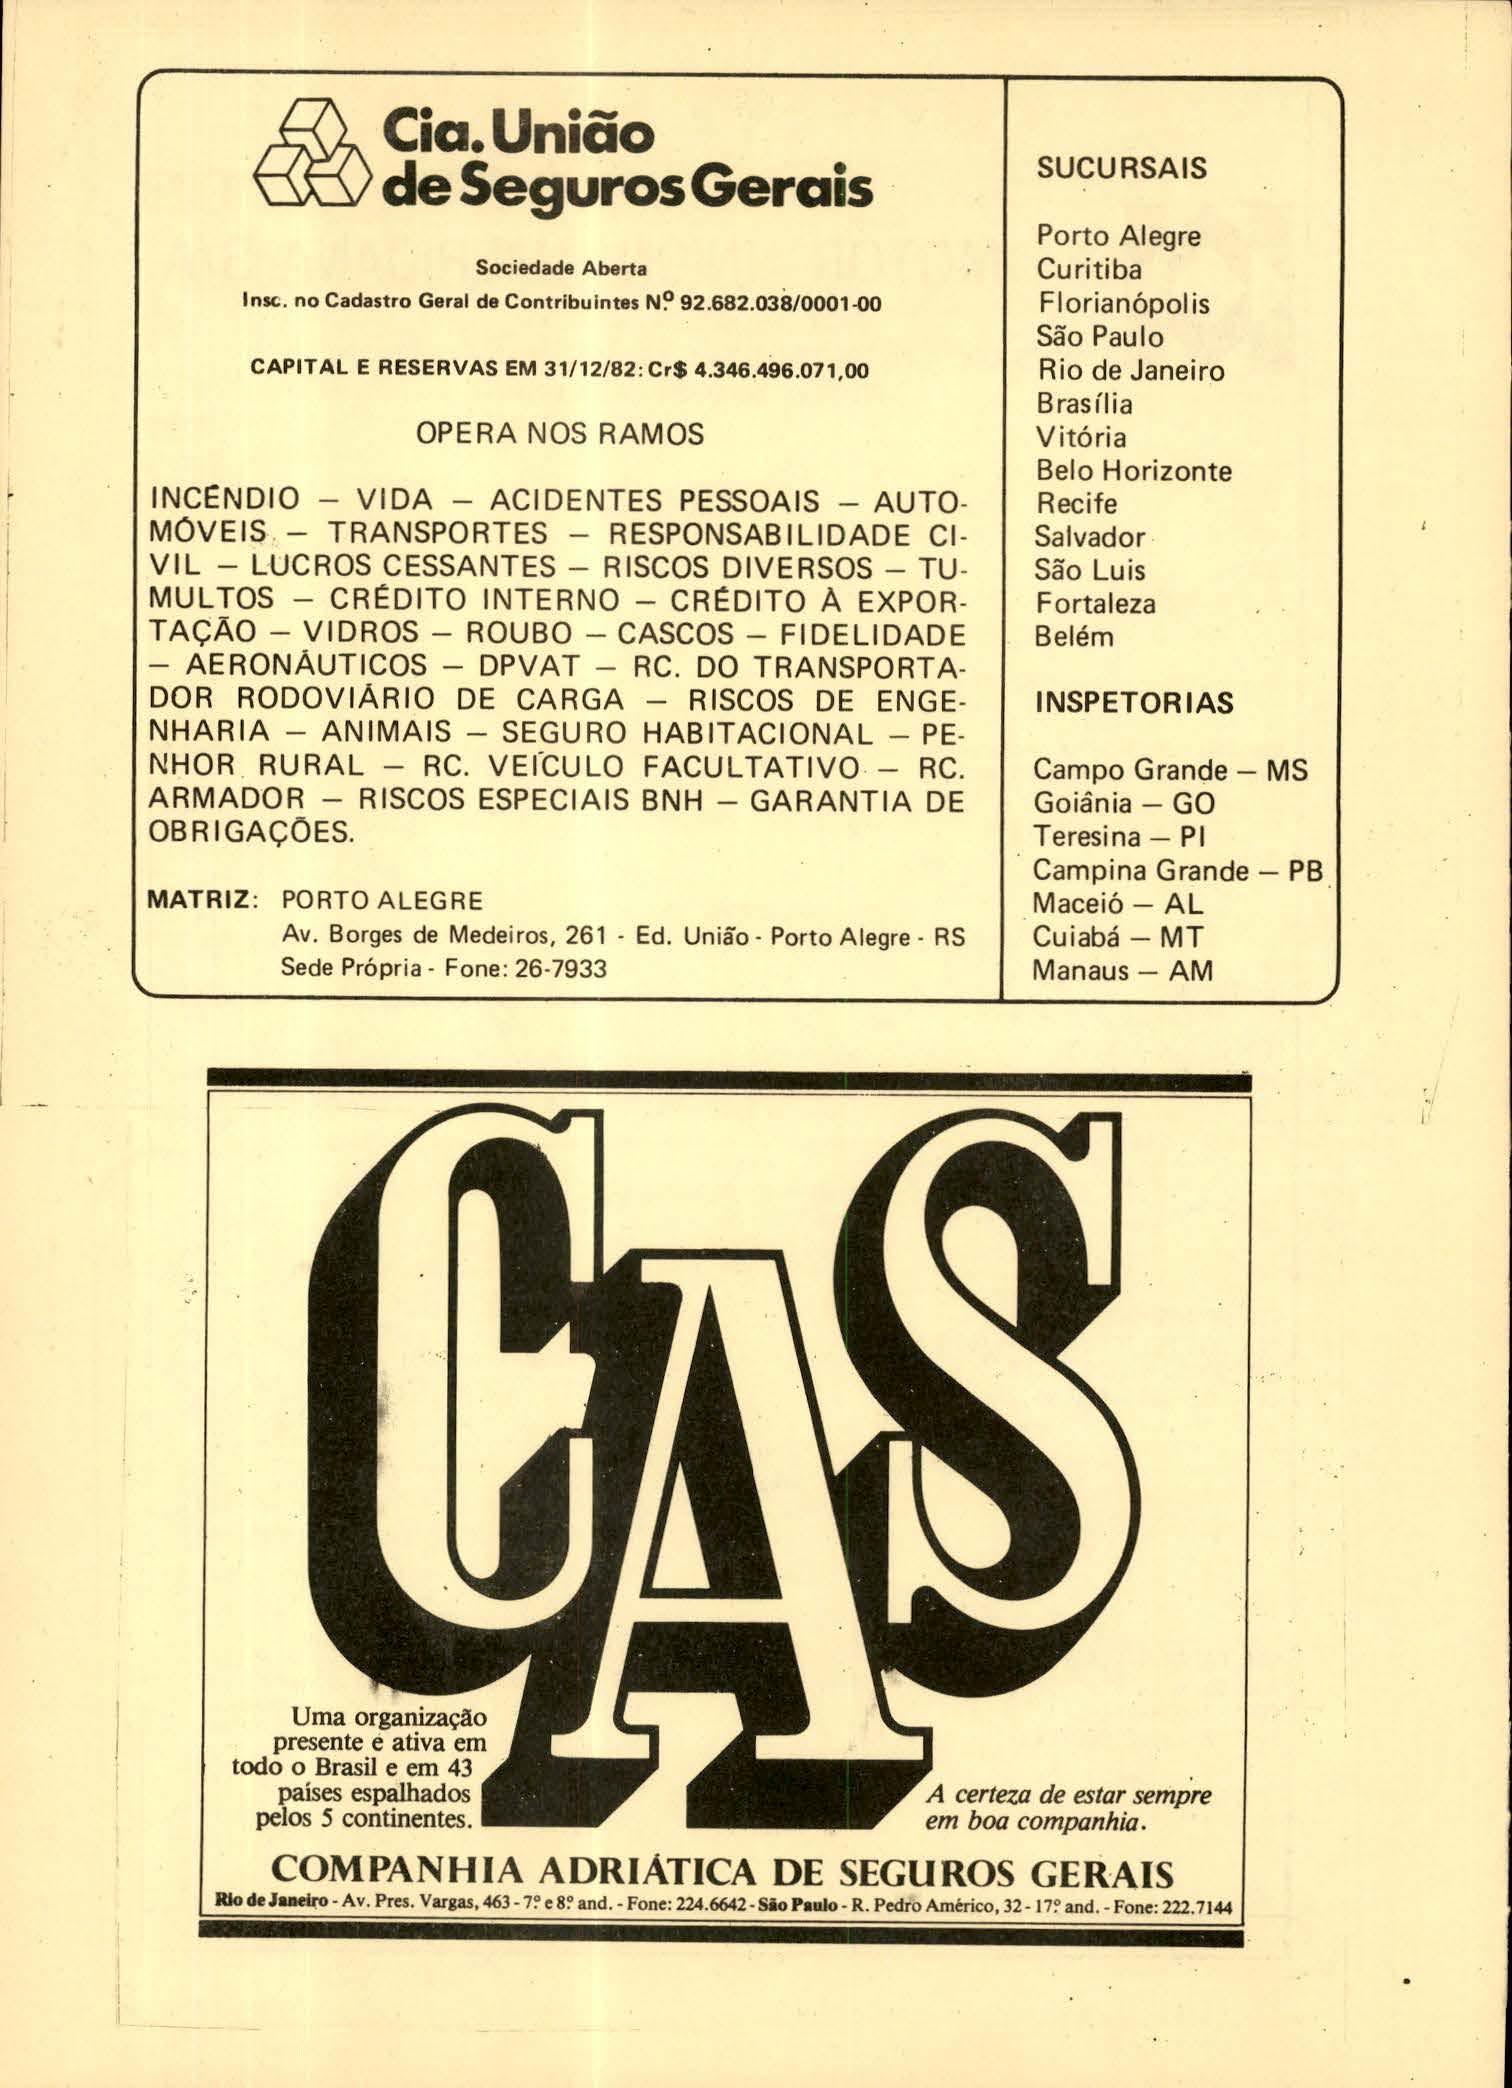 Cia. União
de Seguros Gerais
Sociedade Aberta
Insc. no Cadastro Geral de Contribuintes Nº 92.682.038/0001-00
CAPITAL E RESERVAS EM 31/12/82: Cr$ 4.346.496.071,00
OPERA NOS RAMOS
INCÊNDIO – VIDA – ACIDENTES PESSOAIS – AUTO-
MÓVEIS – TRANSPORTES – RESPONSABILIDADE CI-
VIL – LUCROS CESSANTES – RISCOS DIVERSOS – TU-
MULTOS – CRÉDITO INTERNO – CRÉDITO À EXPOR-
TAÇÃO – VIDROS – ROUBO – CASCOS – FIDELIDADE
– AERONÁUTICOS – DPVAT – RC. DO TRANSPORTA-
DOR RODOVIÁRIO DE CARGA – RISCOS DE ENGE-
NHARIA – ANIMAIS – SEGURO HABITACIONAL – PE-
NHOR RURAL – RC. VEÍCULO FACULTATIVO – RC.
ARMADOR – RISCOS ESPECIAIS BNH – GARANTIA DE
OBRIGAÇÕES.
MATRIZ: PORTO ALEGRE
Av. Borges de Medeiros, 261 - Ed. União - Porto Alegre - RS
Sede Própria - Fone: 26-7933
SUCURSAIS
Porto Alegre
Curitiba
Florianópolis
São Paulo
Rio de Janeiro
Brasília
Vitória
Belo Horizonte
Recife
Salvador
São Luis
Fortaleza
Belém
INSPETORIAS
Campo Grande – MS
Goiânia – GO
Teresina – PI
Campina Grande – PB
Maceió – AL
Cuiabá – MT
Manaus – AM
CAS
Uma organização
presente e ativa em
todo o Brasil e em 43
países espalhados
pelos 5 continentes.
A certeza de estar sempre
em boa companhia.
COMPANHIA ADRIÁTICA DE SEGUROS GERAIS
Rio de Janeiro - Av. Pres. Vargas, 463 - 7º e 8º and. - Fone: 224.6642 - São Paulo - R. Pedro Américo, 32 - 17º and. - Fone: 222.7144